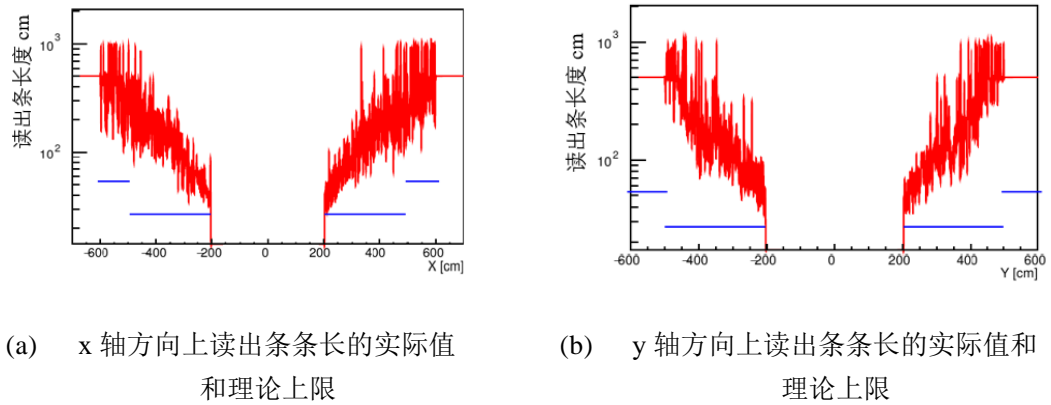 读出条长度 cm
10³
10²
-600 -400 -200 0 200 400 600
X [cm]
读出条长度 cm
10³
10²
-600 -400 -200 0 200 400 600
Y [cm]
(a) x 轴方向上读出条条长的实际值
和理论上限
(b) y 轴方向上读出条条长的实际值和
理论上限